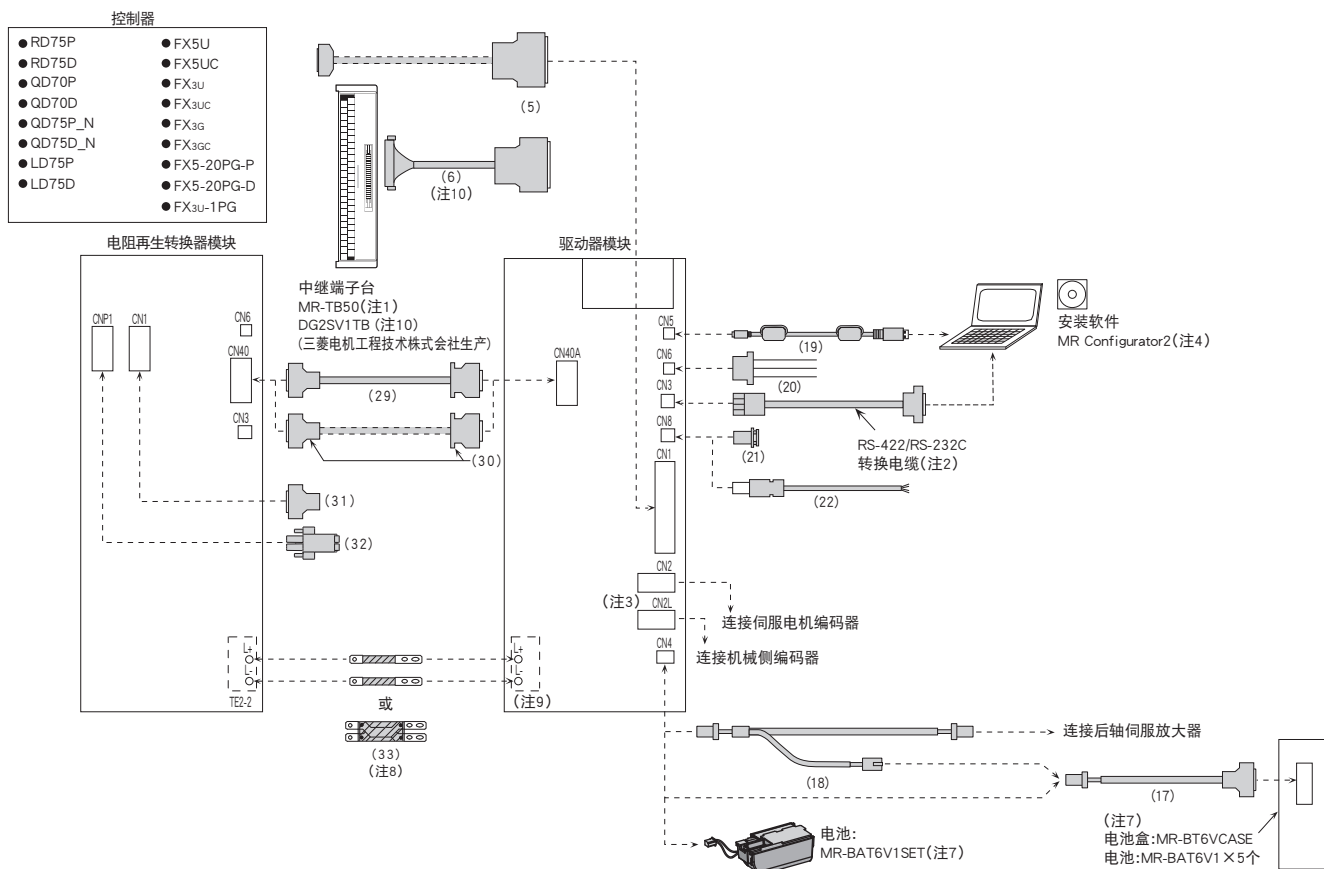 控制器
● RD75P
● RD75D
● QD70P
● QD70D
● QD75P_N
● QD75D_N
● LD75P
● LD75D
● FX5U
● FX5UC
● FX3U
● FX3UC
● FX3G
● FX3GC
● FX5-20PG-P
● FX5-20PG-D
● FX3U-1PG
(5)
(6)
(注10)
中继端子台
MR-TB50(注1)
DG2SV1TB (注10)
(三菱电机工程技术株式会社生产)
电阻再生转换器模块
CNP1
CN1
CN6
CN40
CN3
L+
L-
TE2-2
(29)
(30)
(31)
(32)
或
(33)
(注8)
驱动器模块
CN40A
CN5
CN6
CN3
CN8
CN1
CN2
(注3)
CN2L
CN4
L+
L-
(注9)
(19)
安装软件
MR Configurator2(注4)
(20)
RS-422/RS-232C
转换电缆(注2)
(21)
(22)
连接伺服电机编码器
连接机械侧编码器
连接后轴伺服放大器
(18)
(17)
(注7)
电池盒:MR-BT6VCASE
电池:MR-BAT6V1×5个
电池:
MR-BAT6V1SET(注7)